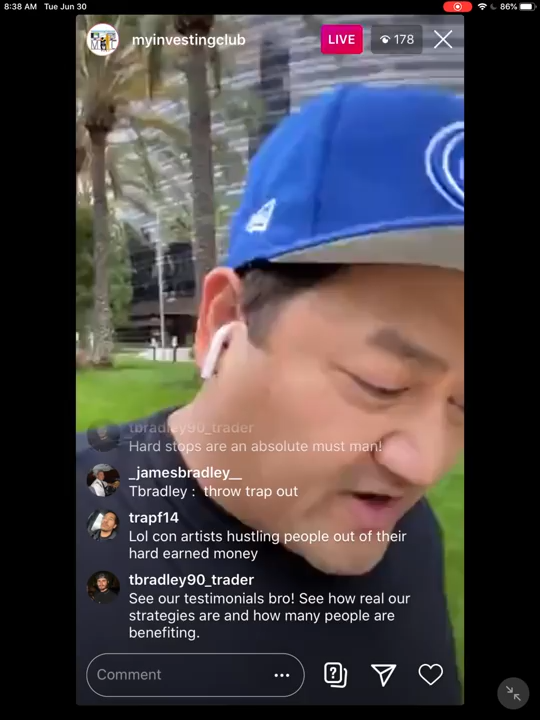 8:38 AM Tue Jun 30
86%
myinvestingclub
LIVE
178
tbradley90_trader
Hard stops are an absolute must man!
_jamesbradley__
Tbradley : throw trap out
trapf14
Lol con artists hustling people out of their
hard earned money
tbradley90_trader
See our testimonials bro! See how real our
strategies are and how many people are
benefiting.
Comment